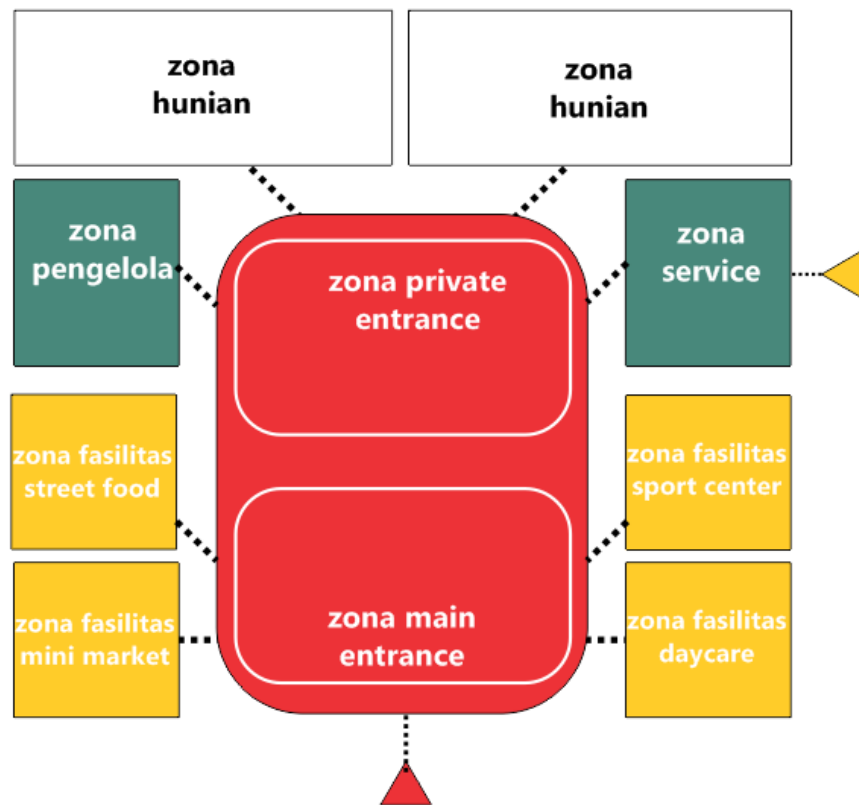 zona
hunian
zona
hunian
zona
pengelola
zona private
entrance
zona
service
zona fasilitas
street food
zona fasilitas
sport center
zona fasilitas
mini market
zona main
entrance
zona fasilitas
daycare